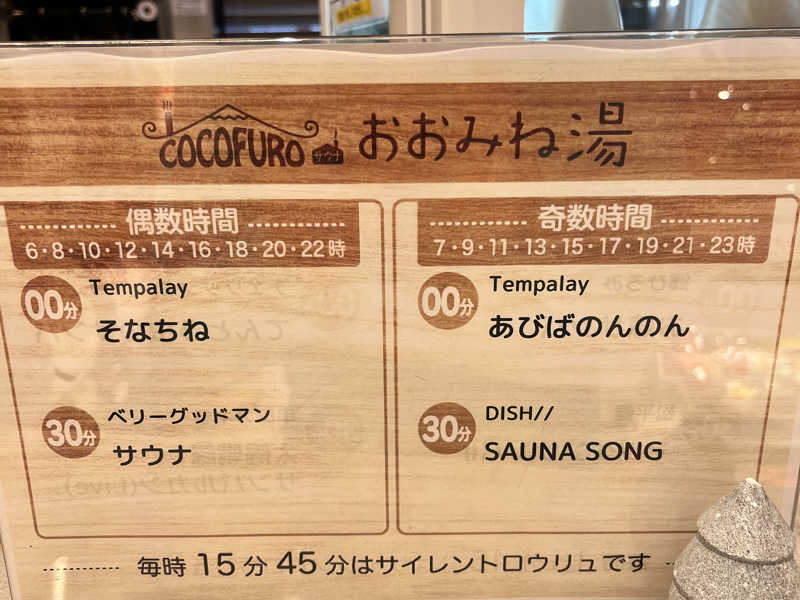 COCOFURO サウナ おおみね湯
偶数時間
6・8・10・12・14・16・18・20・22時
00分
Tempalay
そなちね
30分
ベリーグッドマン
サウナ
奇数時間
7・9・11・13・15・17・19・21・23時
00分
Tempalay
あびばのんのん
30分
DISH//
SAUNA SONG
毎時 15分 45分はサイレントロウリュです